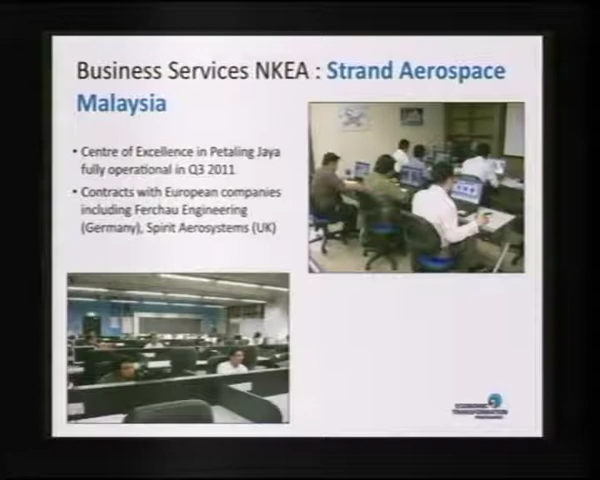 Business Services NKEA : Strand Aerospace
Malaysia
• Centre of Excellence in Petaling Jaya
fully operational in Q3 2011
• Contracts with European companies
including Ferchau Engineering
(Germany), Spirit Aerosystems (UK)